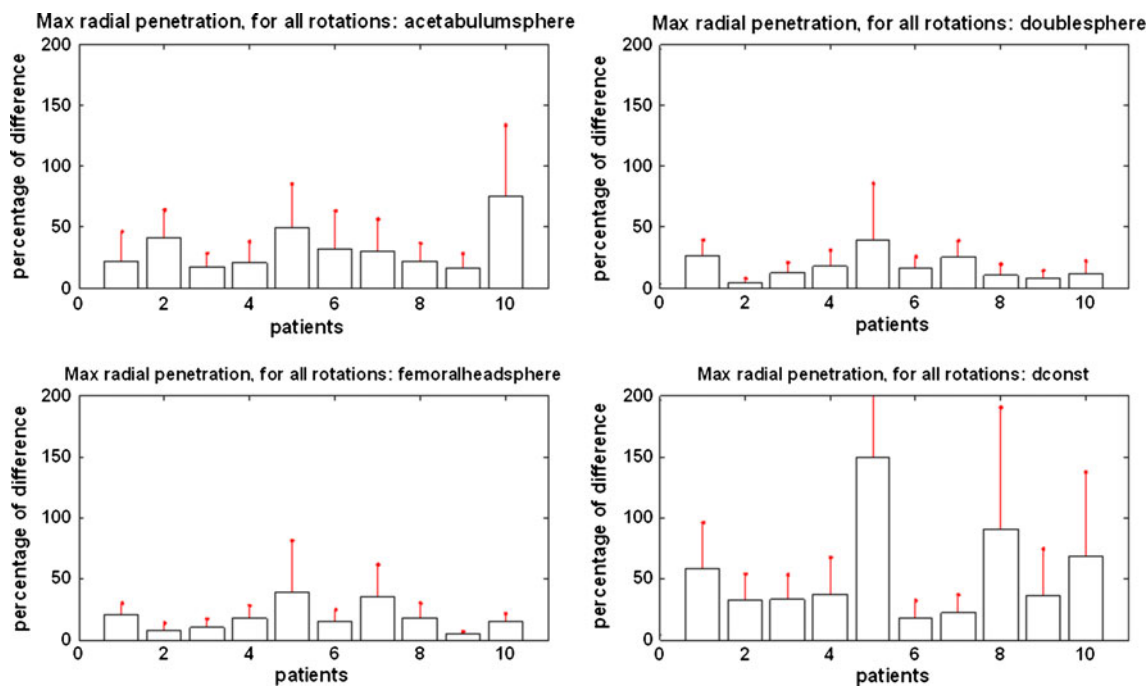 Max radial penetration, for all rotations: acetabulumsphere
200
150
100
50
0
percentage of difference
0 2 4 6 8 10
patients
Max radial penetration, for all rotations: doublesphere
200
150
100
50
0
percentage of difference
0 2 4 6 8 10
patients
Max radial penetration, for all rotations: femoralheadsphere
200
150
100
50
0
percentage of difference
0 2 4 6 8 10
patients
Max radial penetration, for all rotations: dconst
200
150
100
50
0
percentage of difference
0 2 4 6 8 10
patients